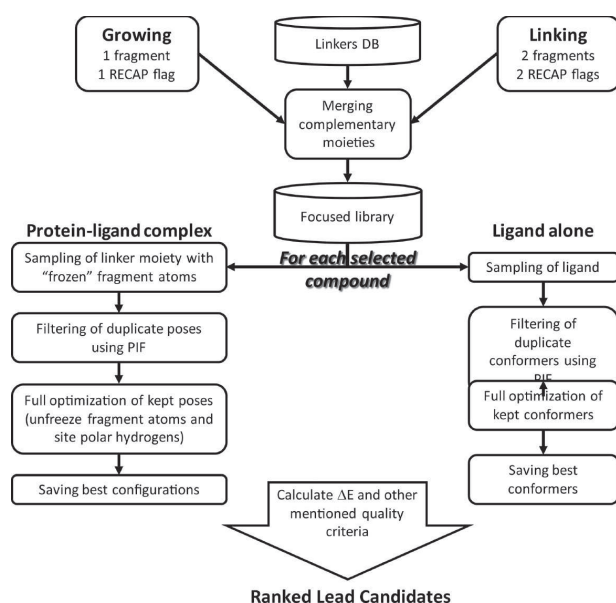 Growing
1 fragment
1 RECAP flag
Linkers DB
Linking
2 fragments
2 RECAP flags
Merging
complementary
moieties
Focused library
Protein-ligand complex
For each selected
compound
Ligand alone
Sampling of linker moiety with
"frozen" fragment atoms
Filtering of duplicate poses
using PIF
Full optimization of kept poses
(unfreeze fragment atoms and
site polar hydrogens)
Saving best configurations
Sampling of ligand
Filtering of
duplicate
conformers using
PIF
Full optimization of
kept conformers
Saving best
conformers
Calculate ΔE and other
mentioned quality
criteria
Ranked Lead Candidates